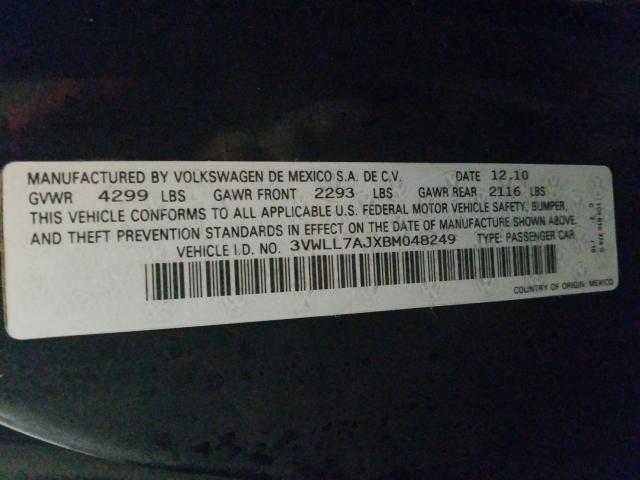 MANUFACTURED BY VOLKSWAGEN DE MEXICO S.A. DE C.V. DATE 12.10
GVWR 4299 LBS GAWR FRONT 2293 LBS GAWR REAR 2116 LBS
THIS VEHICLE CONFORMS TO ALL APPLICABLE U.S. FEDERAL MOTOR VEHICLE SAFETY, BUMPER,
AND THEFT PREVENTION STANDARDS IN EFFECT ON THE DATE OF MANUFACTURE SHOWN ABOVE.
VEHICLE I.D. NO. 3VWLL7AJXBM048249 TYPE: PASSENGER CAR
COUNTRY OF ORIGIN: MEXICO